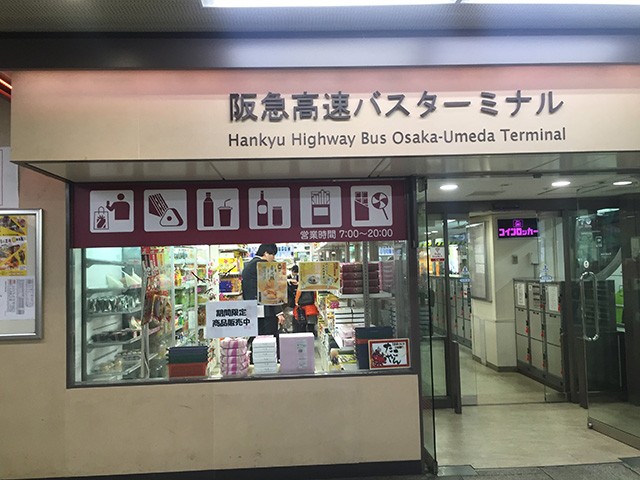 阪急高速バスターミナル
Hankyu Highway Bus Osaka-Umeda Terminal
営業時間 7:00~20:00
コインロッカー
期間限定
商品販売中